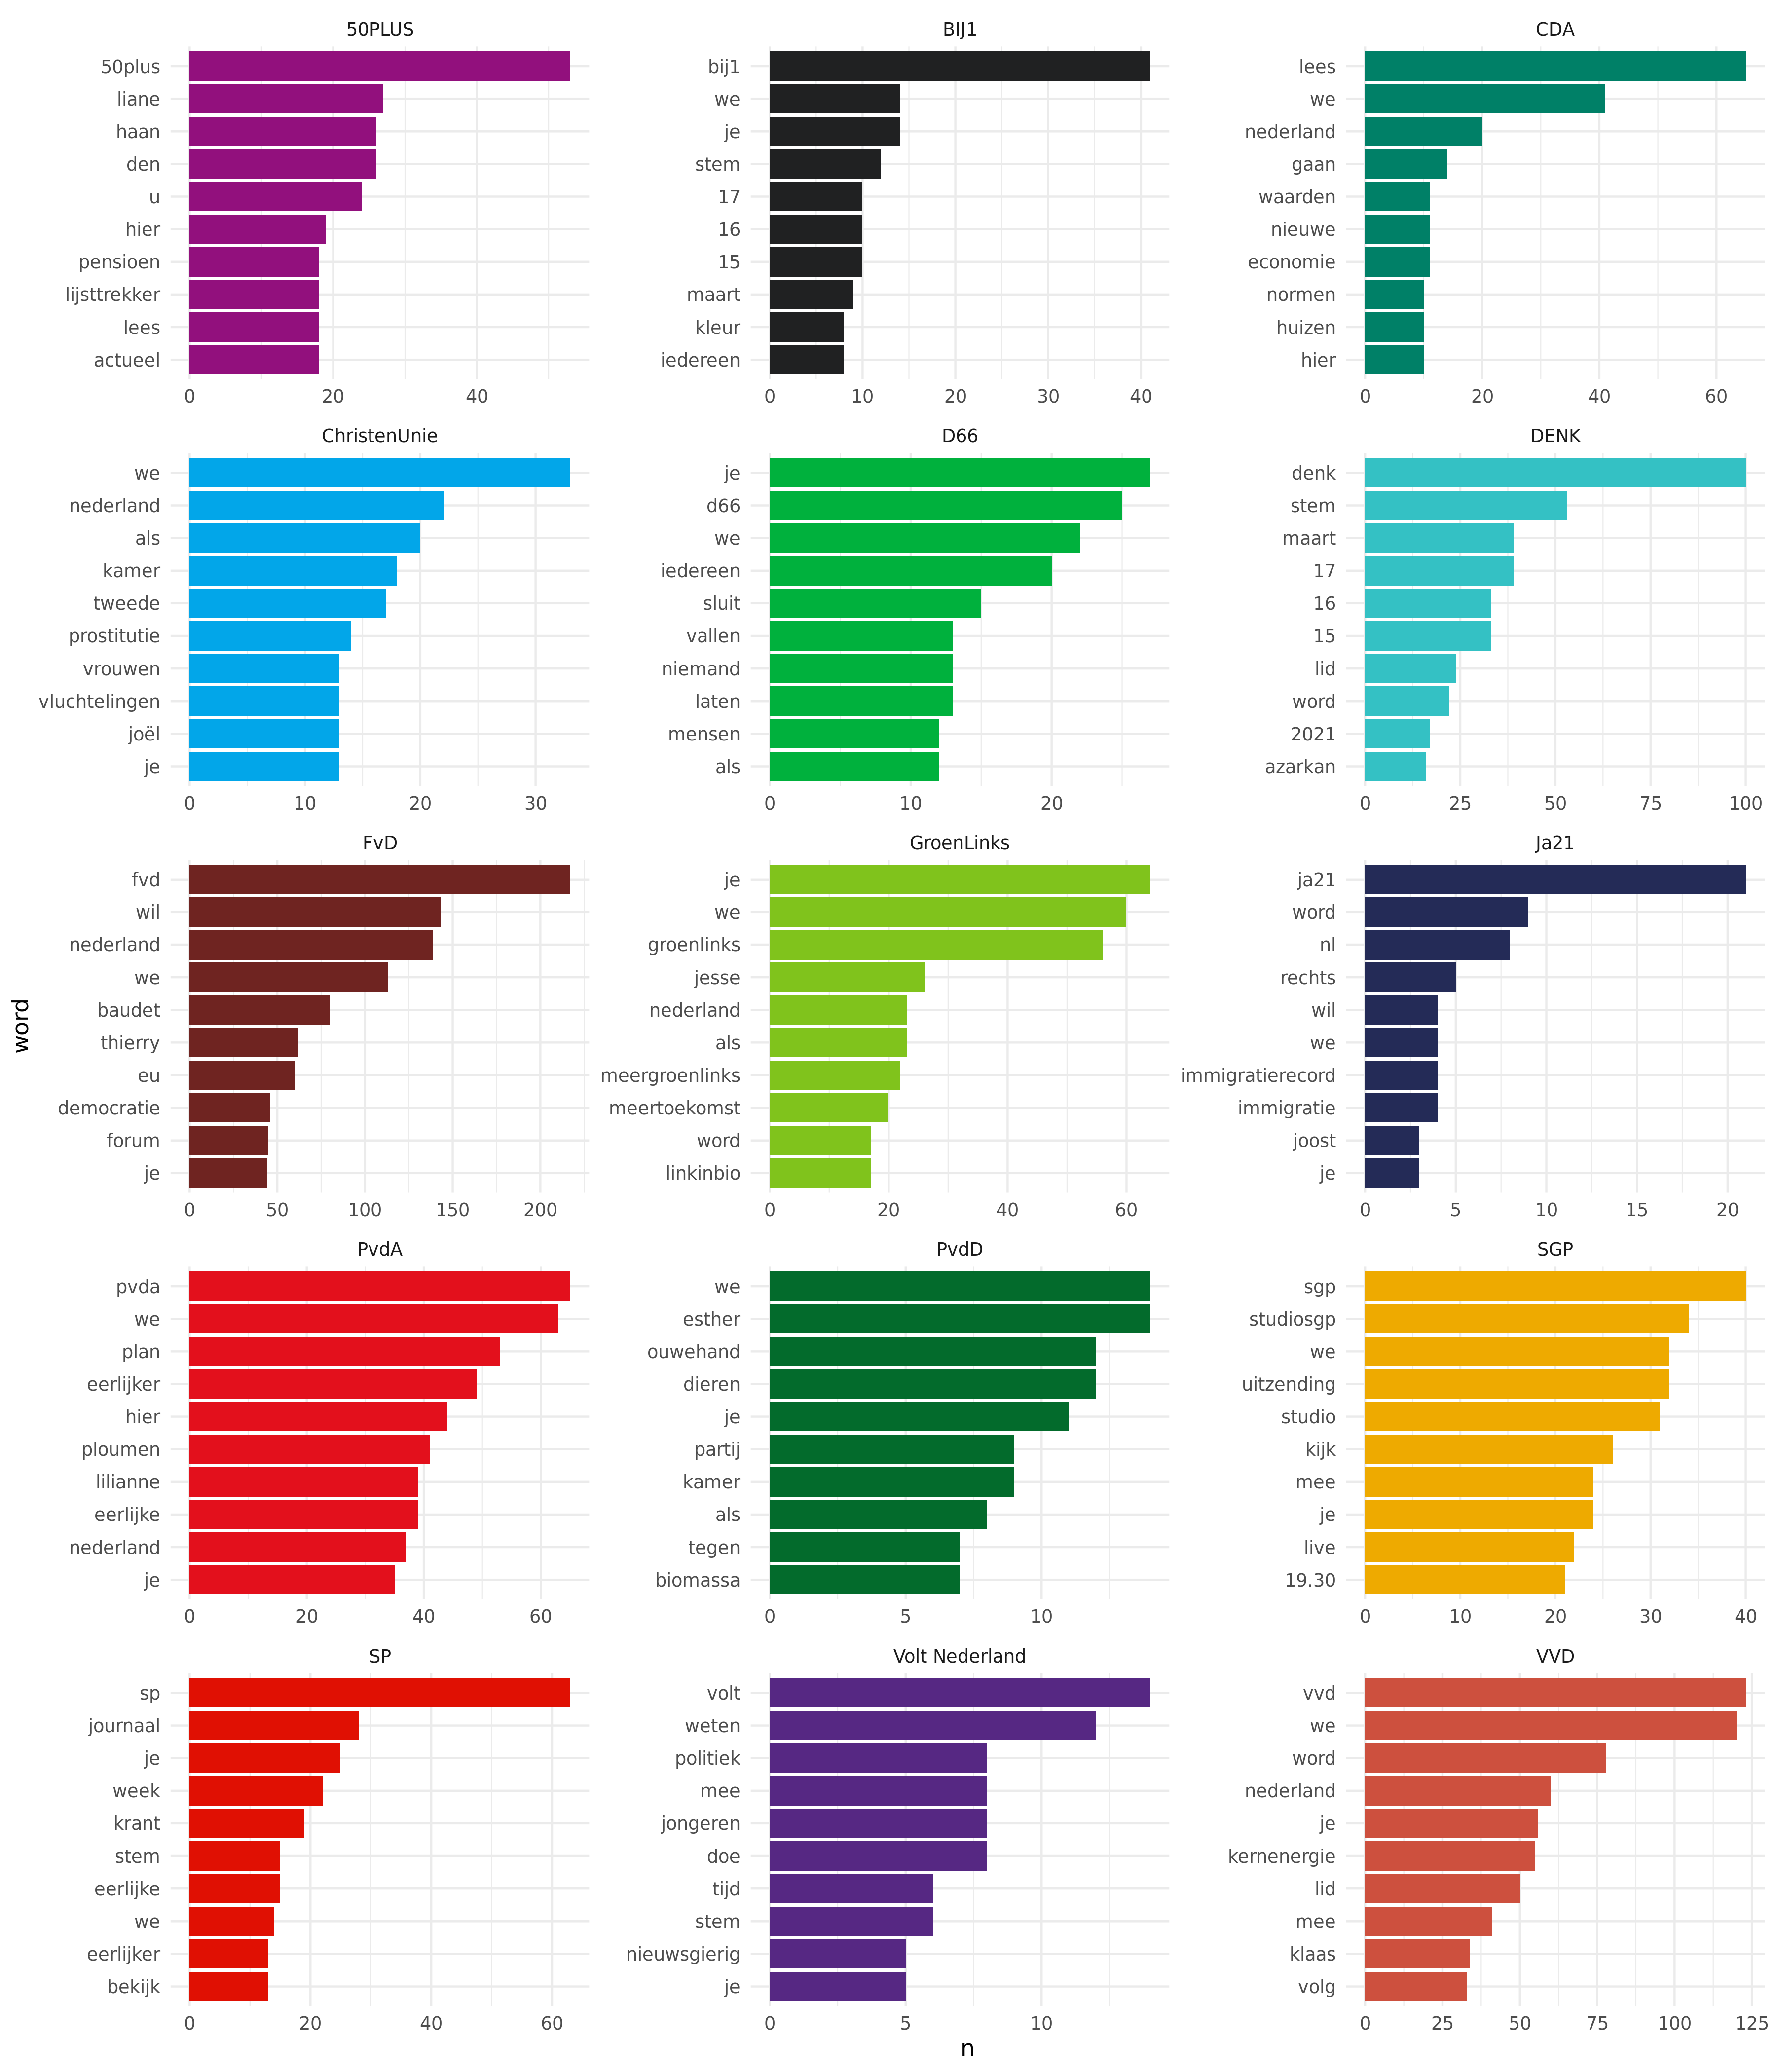 50PLUS
50plus
liane
haan
den
u
hier
pensioen
lijsttrekker
lees
actueel
0 20 40
BIJ1
bij1
we
je
stem
17
16
15
maart
kleur
iedereen
0 10 20 30 40
CDA
lees
we
nederland
gaan
waarden
nieuwe
economie
normen
huizen
hier
0 20 40 60
ChristenUnie
we
nederland
als
kamer
tweede
prostitutie
vrouwen
vluchtelingen
joël
je
0 10 20 30
D66
je
d66
we
iedereen
sluit
vallen
niemand
laten
mensen
als
0 10 20
DENK
denk
stem
maart
17
16
15
lid
word
2021
azarkan
0 25 50 75 100
FvD
fvd
wil
nederland
we
baudet
thierry
eu
democratie
forum
je
0 50 100 150 200
GroenLinks
je
we
groenlinks
jesse
nederland
als
meergroenlinks
meertoekomst
word
linkinbio
0 20 40 60
Ja21
ja21
word
nl
rechts
wil
we
immigratierecord
immigratie
joost
je
0 5 10 15 20
PvdA
pvda
we
plan
eerlijker
hier
ploumen
lilianne
eerlijke
nederland
je
0 20 40 60
PvdD
we
esther
ouwehand
dieren
je
partij
kamer
als
tegen
biomassa
0 5 10
SGP
sgp
studiosgp
we
uitzending
studio
kijk
mee
je
live
19.30
0 10 20 30 40
SP
sp
journaal
je
week
krant
stem
eerlijke
we
eerlijker
bekijk
0 20 40 60
Volt Nederland
volt
weten
politiek
mee
jongeren
doe
tijd
stem
nieuwsgierig
je
0 5 10
VVD
vvd
we
word
nederland
je
kernenergie
lid
mee
klaas
volg
0 25 50 75 100 125
word
n